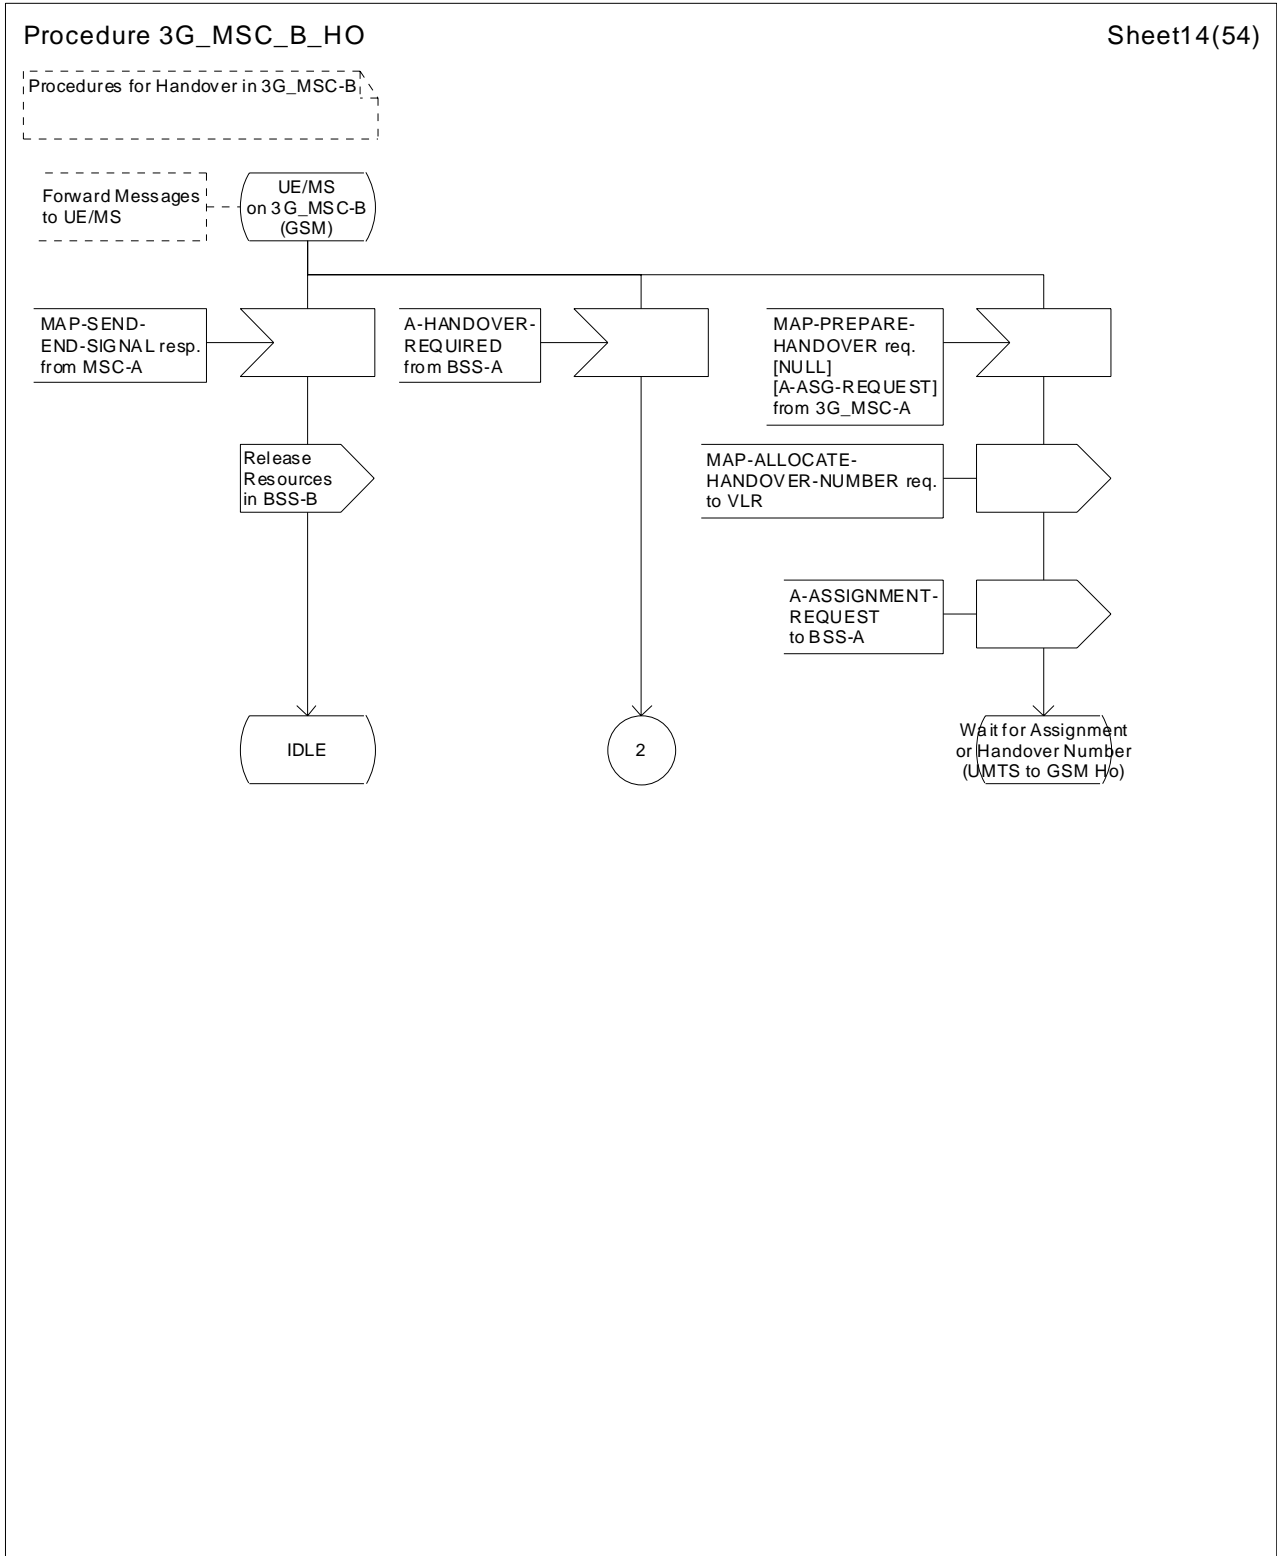 Procedure 3G_MSC_B_HO
Sheet14(54)
Procedures for Handover in 3G_MSC-B
Forward Messages
to UE/MS
UE/MS
on 3G_MSC-B
(GSM)
MAP-SEND-
END-SIGNAL resp.
from MSC-A
A-HANDOVER-
REQUIRED
from BSS-A
MAP-PREPARE-
HANDOVER req.
[NULL]
[A-ASG-REQUEST]
from 3G_MSC-A
Release
Resources
in BSS-B
MAP-ALLOCATE-
HANDOVER-NUMBER req.
to VLR
A-ASSIGNMENT-
REQUEST
to BSS-A
IDLE
2
Wait for Assignment
or Handover Number
(UMTS to GSM Ho)